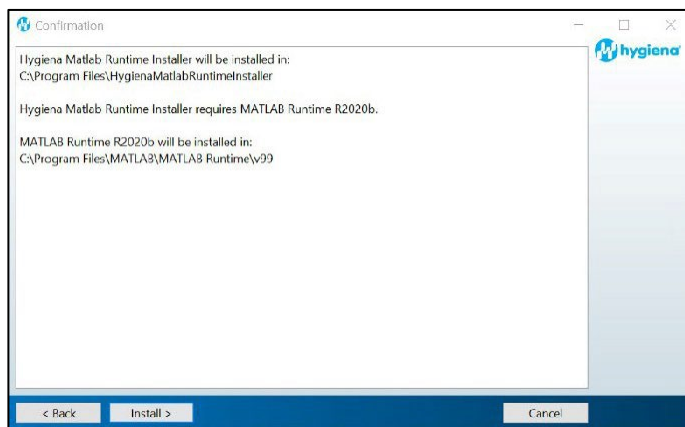 Confirmation
hygiena
Hygiena Matlab Runtime Installer will be installed in:
C:\Program Files\HygienaMatlabRuntimeInstaller
Hygiena Matlab Runtime Installer requires MATLAB Runtime R2020b.
MATLAB Runtime R2020b will be installed in:
C:\Program Files\MATLAB\MATLAB Runtime\v99
< Back
Install >
Cancel